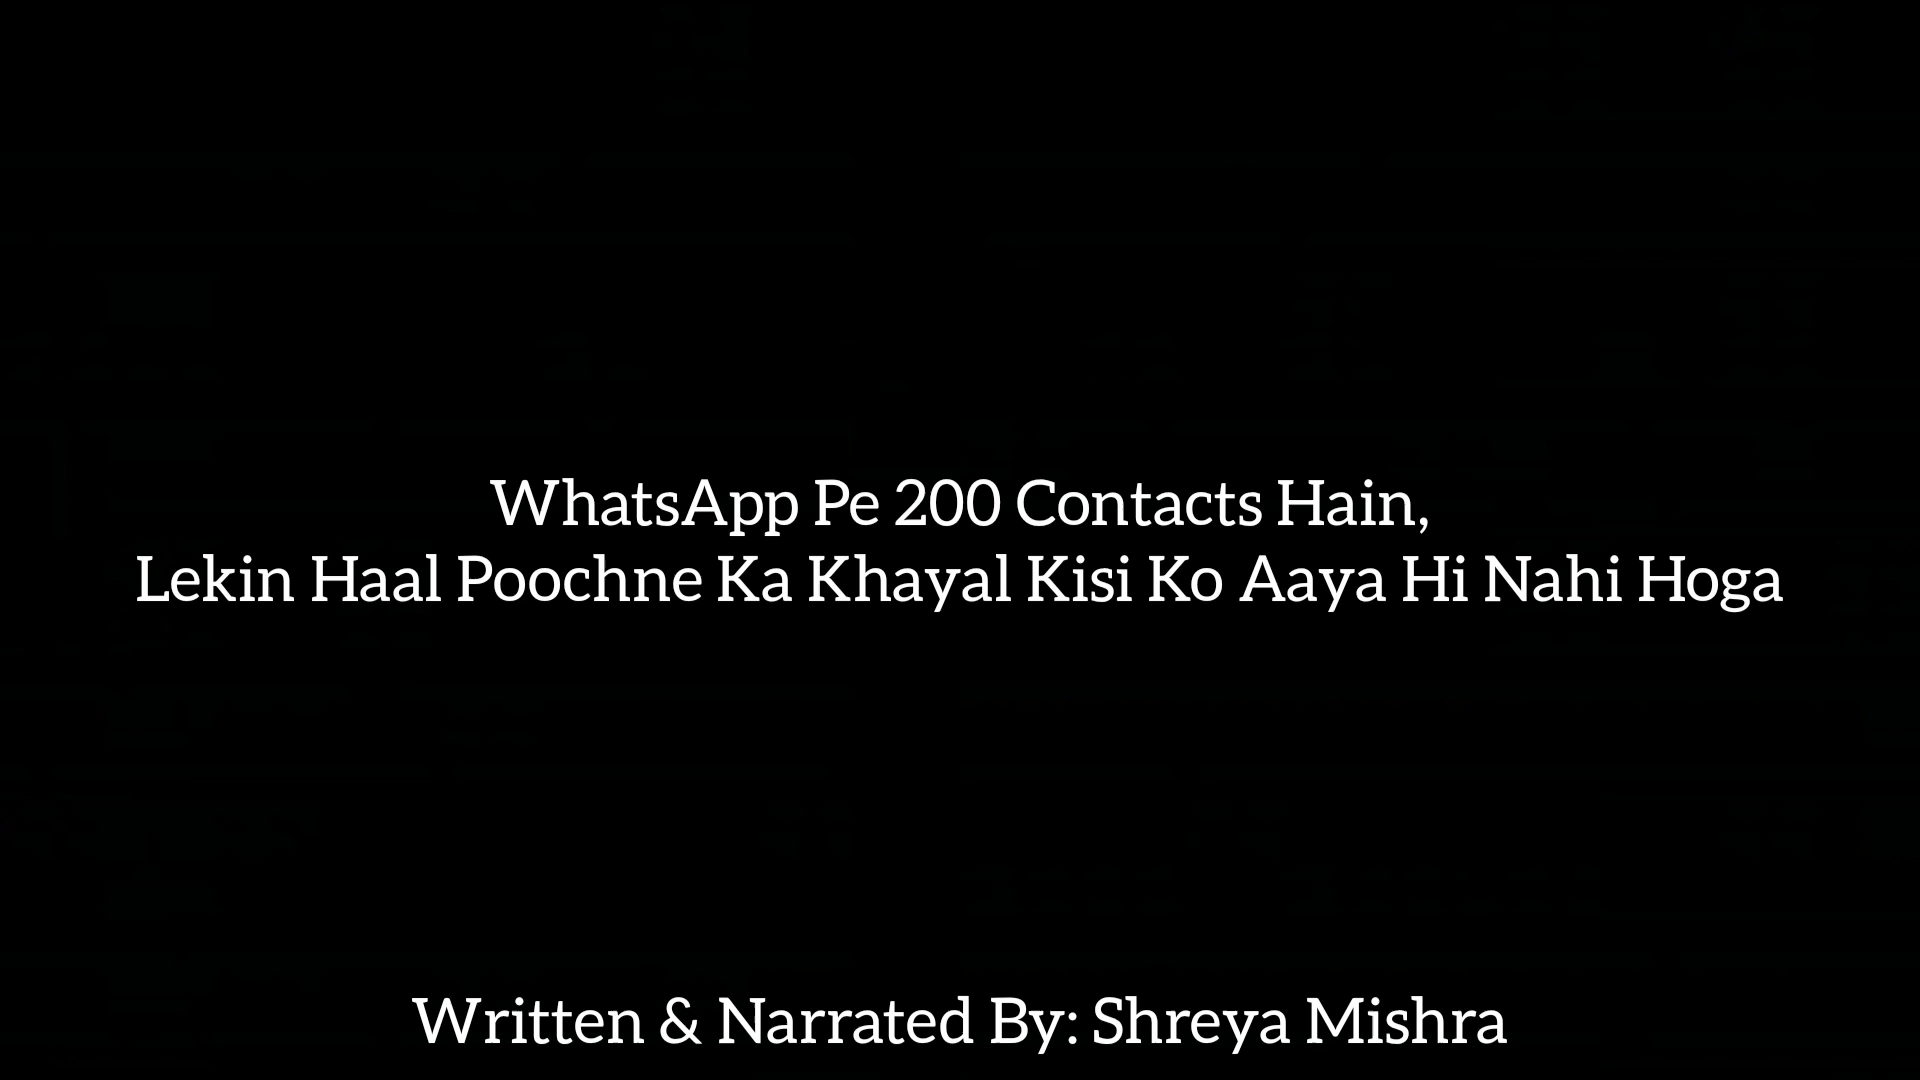 WhatsApp Pe 200 Contacts Hain,
Lekin Haal Poochne Ka Khayal Kisi Ko Aaya Hi Nahi Hoga
Written & Narrated By: Shreya Mishra